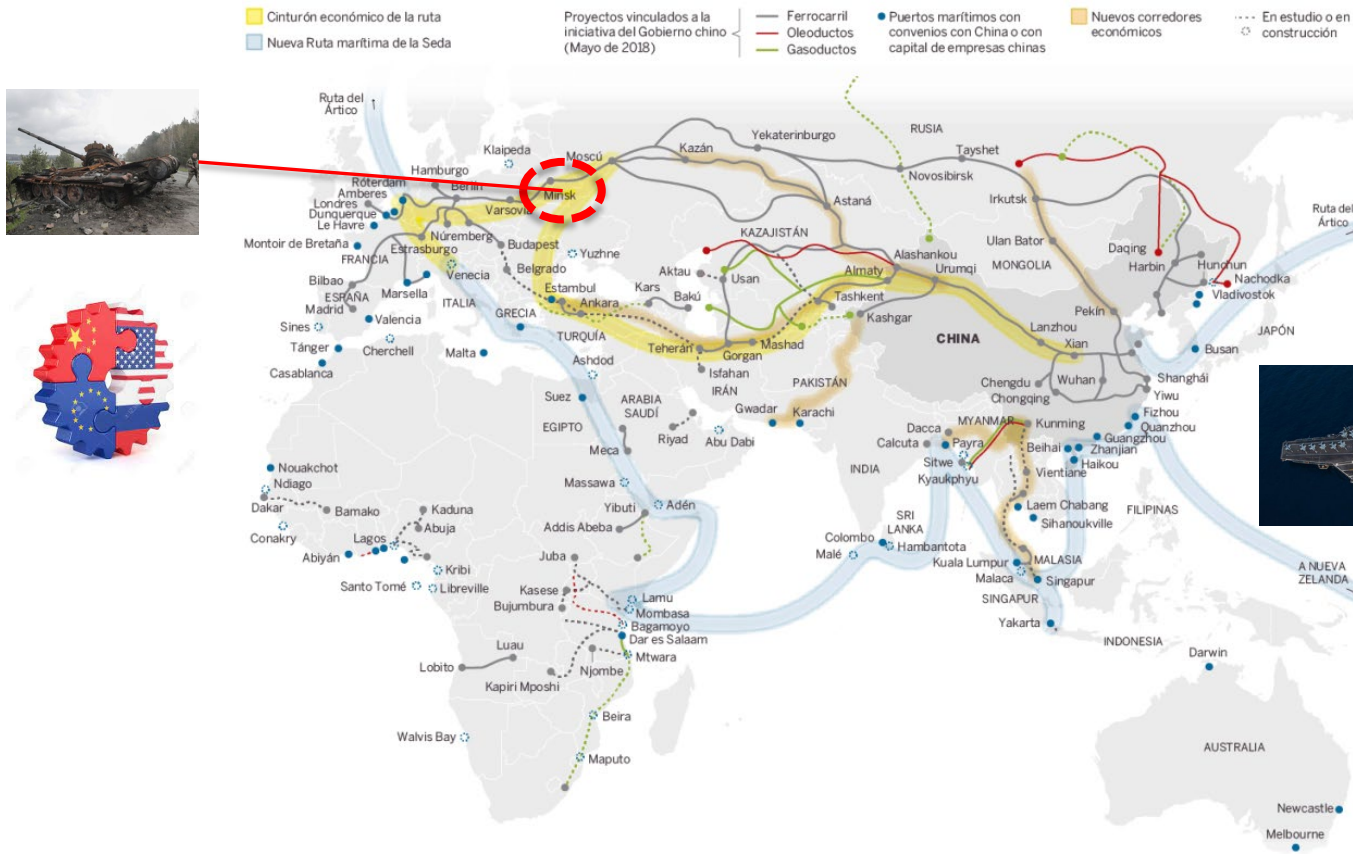 Cinturón económico de la ruta
Nueva Ruta marítima de la Seda
Proyectos vinculados a la
iniciativa del Gobierno chino
(Mayo de 2018)
Ferrocarril
Oleoductos
Gasoductos
Puertos marítimos con
convenios con China o con
capital de empresas chinas
Nuevos corredores
económicos
En estudio o en
construcción
Ruta del
Ártico
Klaipeda
Moscú
Kazán
Yekaterinburgo
RUSIA
Tayshet
Novosibirsk
Hamburgo
Berlín
Róterdam
Amberes
Londres
Dunquerque
Le Havre
Minsk
Varsovia
Astaná
Irkutsk
Ruta del
Ártico
Montoir de Bretaña
FRANCIA
Estrasburgo
Núremberg
Budapest
Yuzhne
KAZAJISTÁN
Alashankou
Ulan Bator
MONGOLIA
Daqing
Harbin
Hunchun
Nachodka
Vladivostok
Venecia
Belgrado
Aktau
Usan
Almaty
Urumqi
Bilbao
ESPAÑA
Madrid
Marsella
ITALIA
Estambul
Ankara
Kars
Bakú
Tashkent
Kashgar
Pekín
JAPÓN
Sines
Valencia
GRECIA
TURQUÍA
Teherán
Gorgan
Mashad
CHINA
Lanzhou
Xian
Busan
Tánger
Cherchell
Malta
Casablanca
Ashdod
Isfahan
IRÁN
PAKISTÁN
Chengdu
Chongqing
Wuhan
Shanghái
Yiwu
Suez
ARABIA
SAUDÍ
Gwadar
Karachi
Fizhou
Quanzhou
EGIPTO
Riyad
Abu Dabi
Dacca
MYANMAR
Kunming
Guangzhou
Meca
Calcuta
Payra
Beihai
Zhanjian
Haikou
INDIA
Sitwe
Kyaukphyu
Vientiane
Nouakchot
Ndiago
Massawa
Adén
Dakar
Bamako
Kaduna
Abuja
Yibuti
Laem Chabang
Sihanoukville
FILIPINAS
Conakry
Lagos
Abiyán
Addis Abeba
SRI
LANKA
Colombo
Malé
Hambantota
MALASIA
Kuala Lumpur
Malaca
Singapur
SINGAPUR
A NUEVA
ZELANDA
Juba
Kribi
Santo Tomé
Libreville
Kasese
Bujumbura
Lamu
Mombasa
Bagamoyo
Dar es Salaam
Yakarta
INDONESIA
Luau
Lobito
Mtwara
Njombe
Kapiri Mposhi
Darwin
Beira
Walvis Bay
Maputo
AUSTRALIA
Newcastle
Melbourne